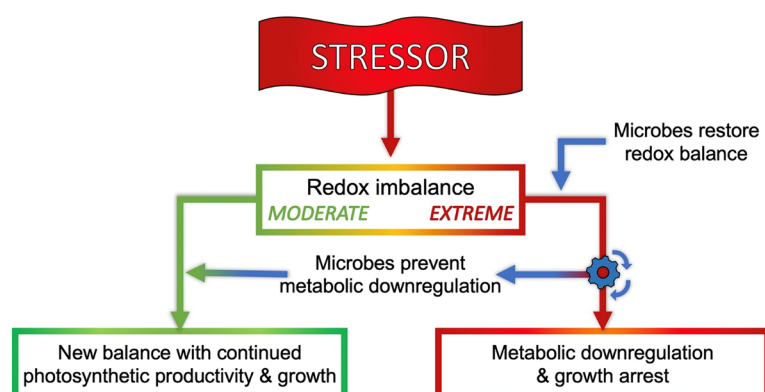 STRESSOR
Microbes restore
redox balance
Redox imbalance
MODERATE EXTREME
Microbes prevent
metabolic downregulation
New balance with continued
photosynthetic productivity & growth
Metabolic downregulation
& growth arrest